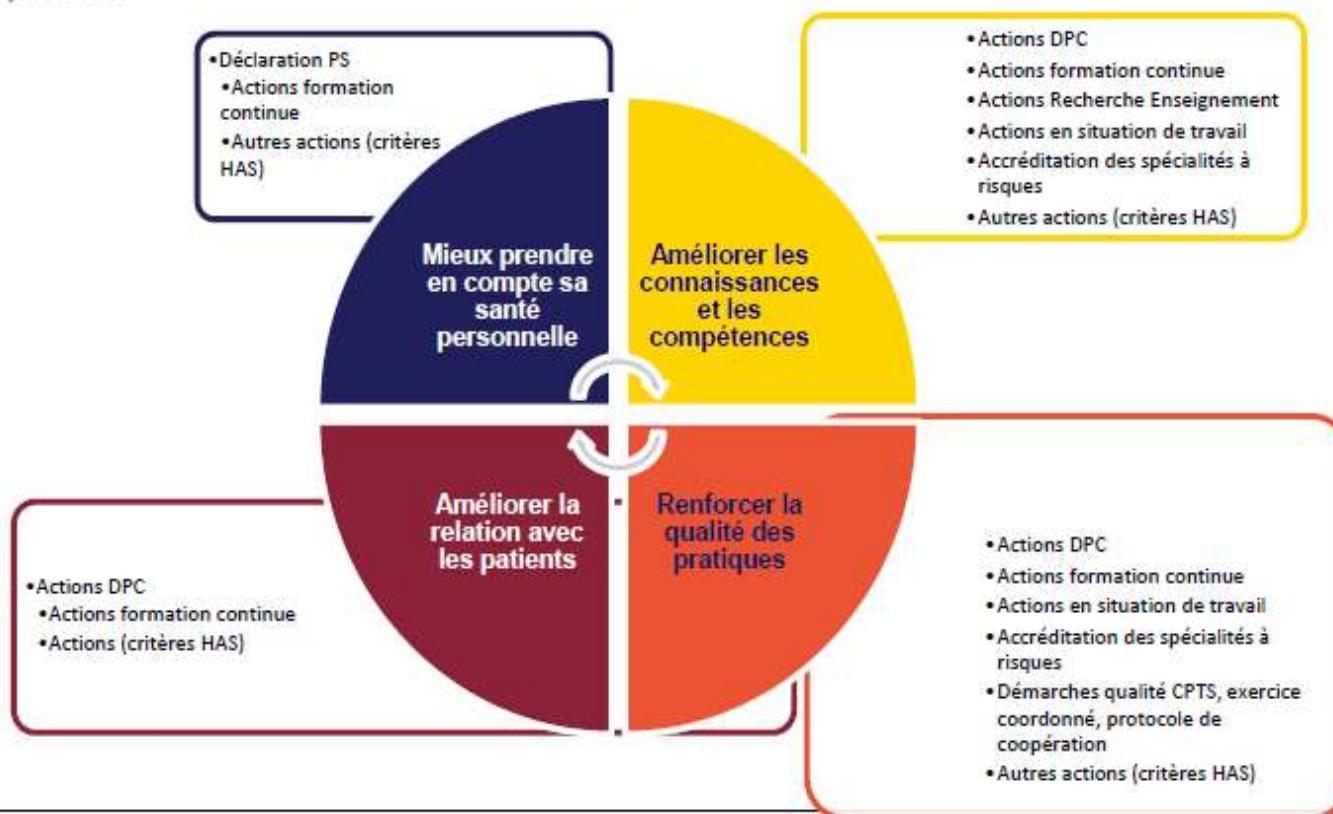 •Déclaration PS
•Actions formation
continue
•Autres actions (critères
HAS)
•Actions DPC
•Actions formation continue
•Actions Recherche Enseignement
•Actions en situation de travail
•Accréditation des spécialités à
risques
•Autres actions (critères HAS)
Mieux prendre
en compte sa
santé
personnelle
Améliorer les
connaissances
et les
compétences
Améliorer la
relation avec
les patients
Renforcer la
qualité des
pratiques
•Actions DPC
•Actions formation continue
•Actions (critères HAS)
•Actions DPC
•Actions formation continue
•Actions en situation de travail
•Accréditation des spécialités à
risques
•Démarches qualité CPTS, exercice
coordonné, protocole de
coopération
•Autres actions (critères HAS)